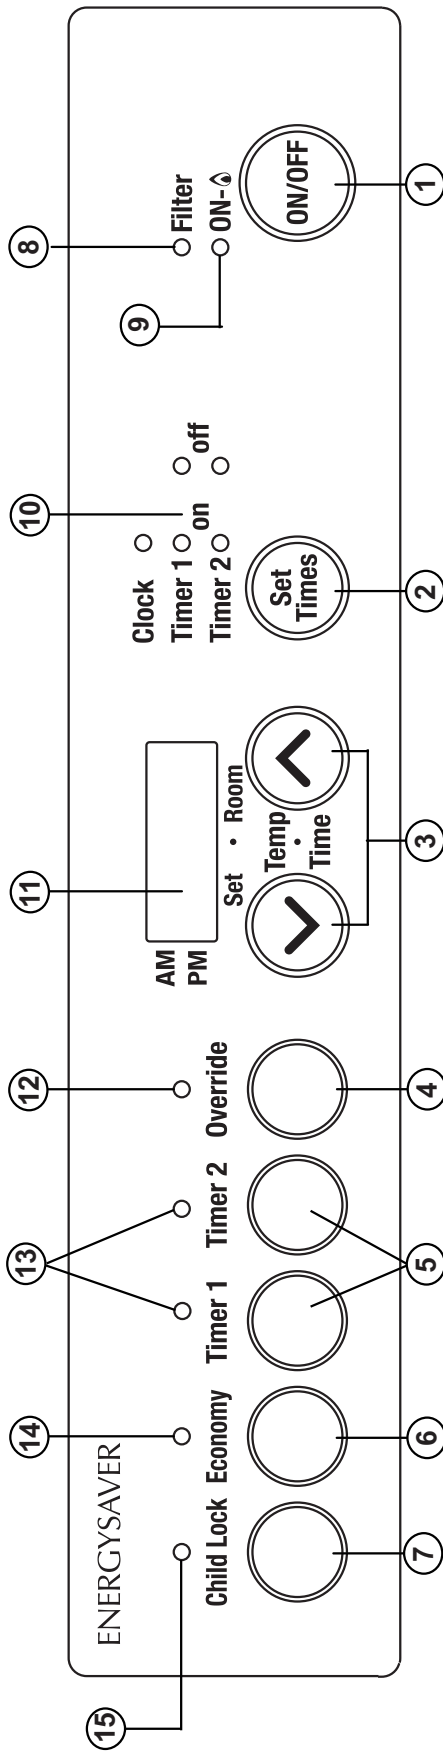 15 14 13 12 11 10 9 8
ENERGYSAVER
AM
PM
Clock
Timer 1 on off
Timer 2
Filter
ON-
Child Lock Economy Timer 1 Timer 2 Override
Set • Room
Temp
•
Time
Set
Times
ON/OFF
7 6 5 4 3 2 1